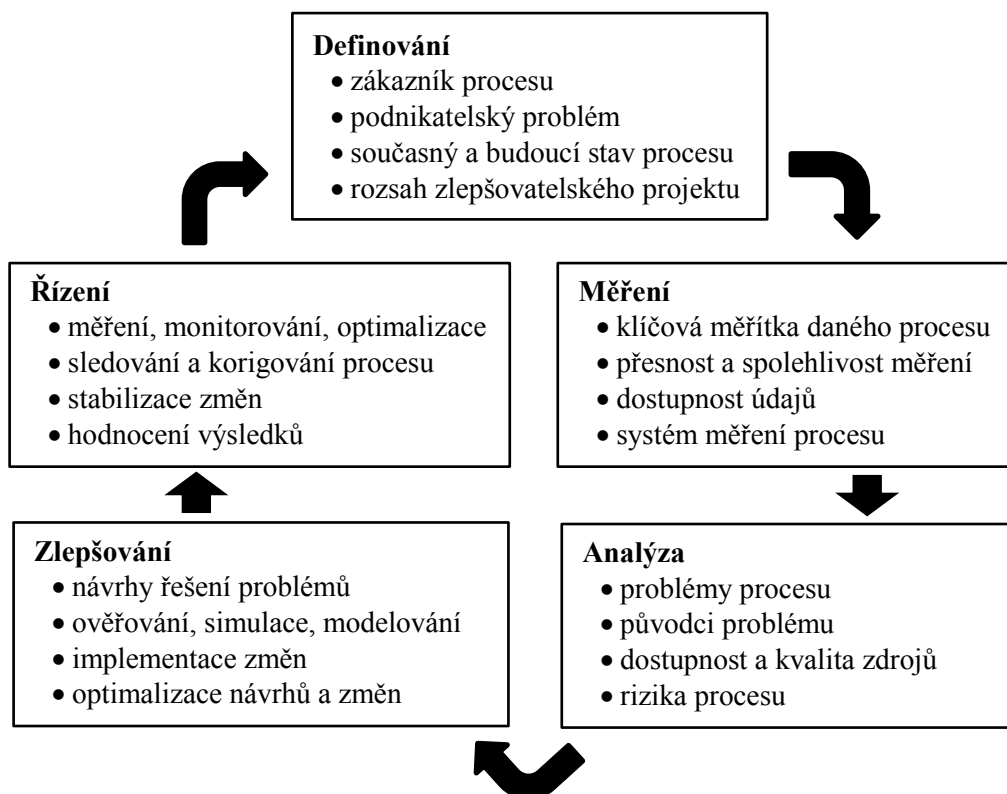 Definování
• zákazník procesu
• podnikatelský problém
• současný a budoucí stav procesu
• rozsah zlepšovatelského projektu
Řízení
• měření, monitorování, optimalizace
• sledování a korigování procesu
• stabilizace změn
• hodnocení výsledků
Měření
• klíčová měřítka daného procesu
• přesnost a spolehlivost měření
• dostupnost údajů
• systém měření procesu
Zlepšování
• návrhy řešení problémů
• ověřování, simulace, modelování
• implementace změn
• optimalizace návrhů a změn
Analýza
• problémy procesu
• původci problému
• dostupnost a kvalita zdrojů
• rizika procesu